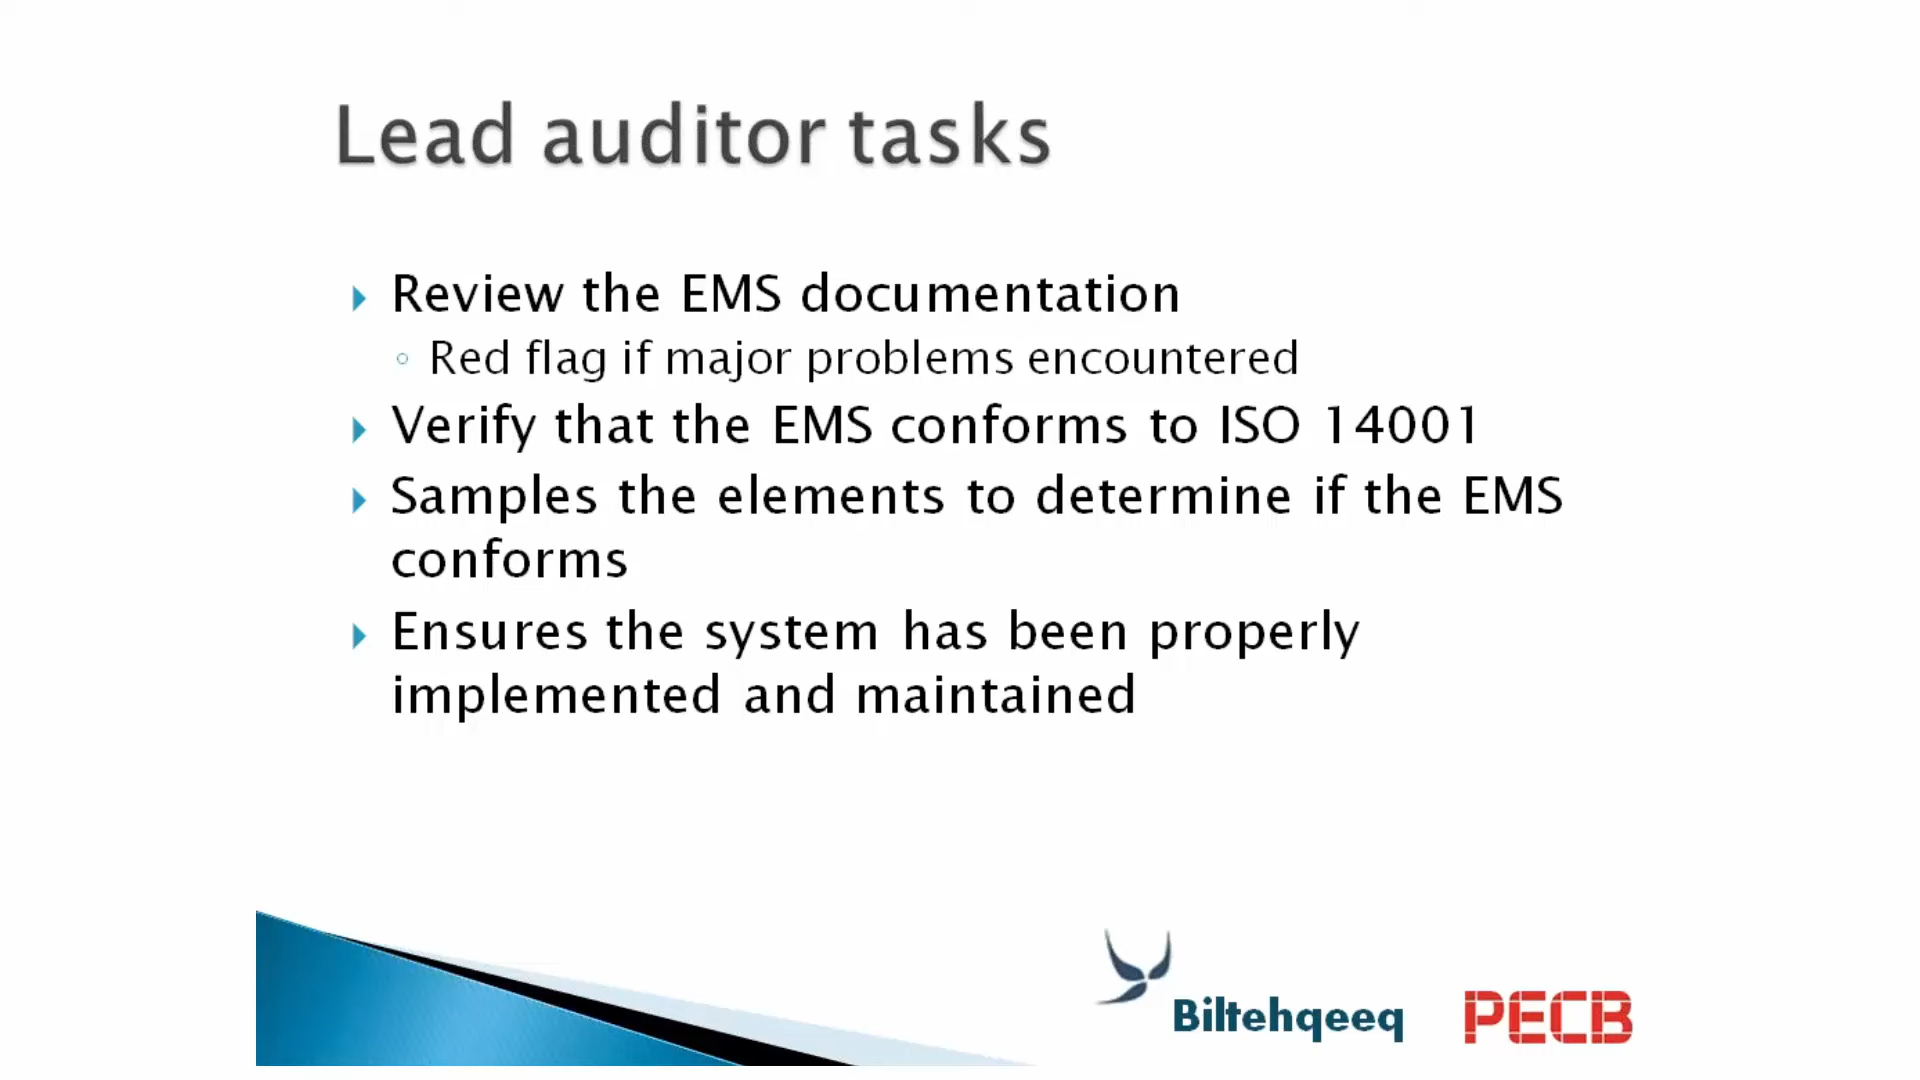 Lead auditor tasks
Review the EMS documentation
Red flag if major problems encountered
Verify that the EMS conforms to ISO 14001
Samples the elements to determine if the EMS
conforms
Ensures the system has been properly
implemented and maintained
Biltehqeeq
PECB